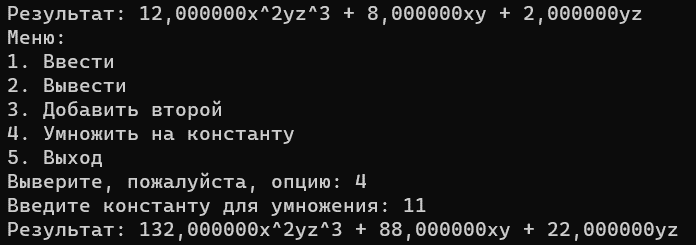 Результат: 12,000000x^2yz^3 + 8,000000xy + 2,000000yz
Меню:
1. Ввести
2. Вывести
3. Добавить второй
4. Умножить на константу
5. Выход
Выверите, пожалуйста, опцию: 4
Введите константу для умножения: 11
Результат: 132,000000x^2yz^3 + 88,000000xy + 22,000000yz